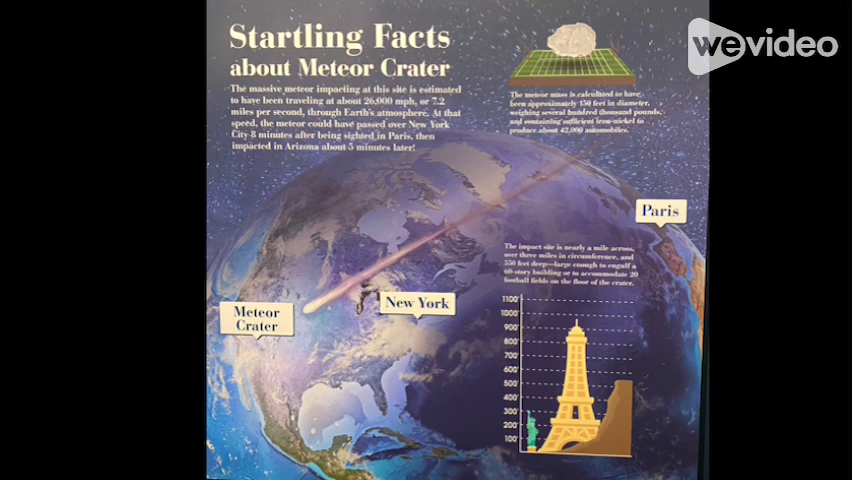 wevideo
Startling Facts
about Meteor Crater
The massive meteor impacting at this site is estimated
to have been traveling at about 26,000 mph, or 7.2
miles per second, through Earth's atmosphere. At that
speed, the meteor could have passed over New York
City 8 minutes after being sighted in Paris, then
impacted in Arizona about 5 minutes later!
The meteor mass is calculated to have
been approximately 150 feet in diameter,
weighing several hundred thousand pounds,
and containing sufficient iron-nickel to
produce about 42,000 automobiles.
Paris
New York
Meteor
Crater
The impact site is nearly a mile across,
over three miles in circumference, and
550 feet deep—large enough to engulf a
60-story building or to accommodate 20
football fields on the floor of the crater.
1100
1000
900
800
700
600
500
400
300
200
100